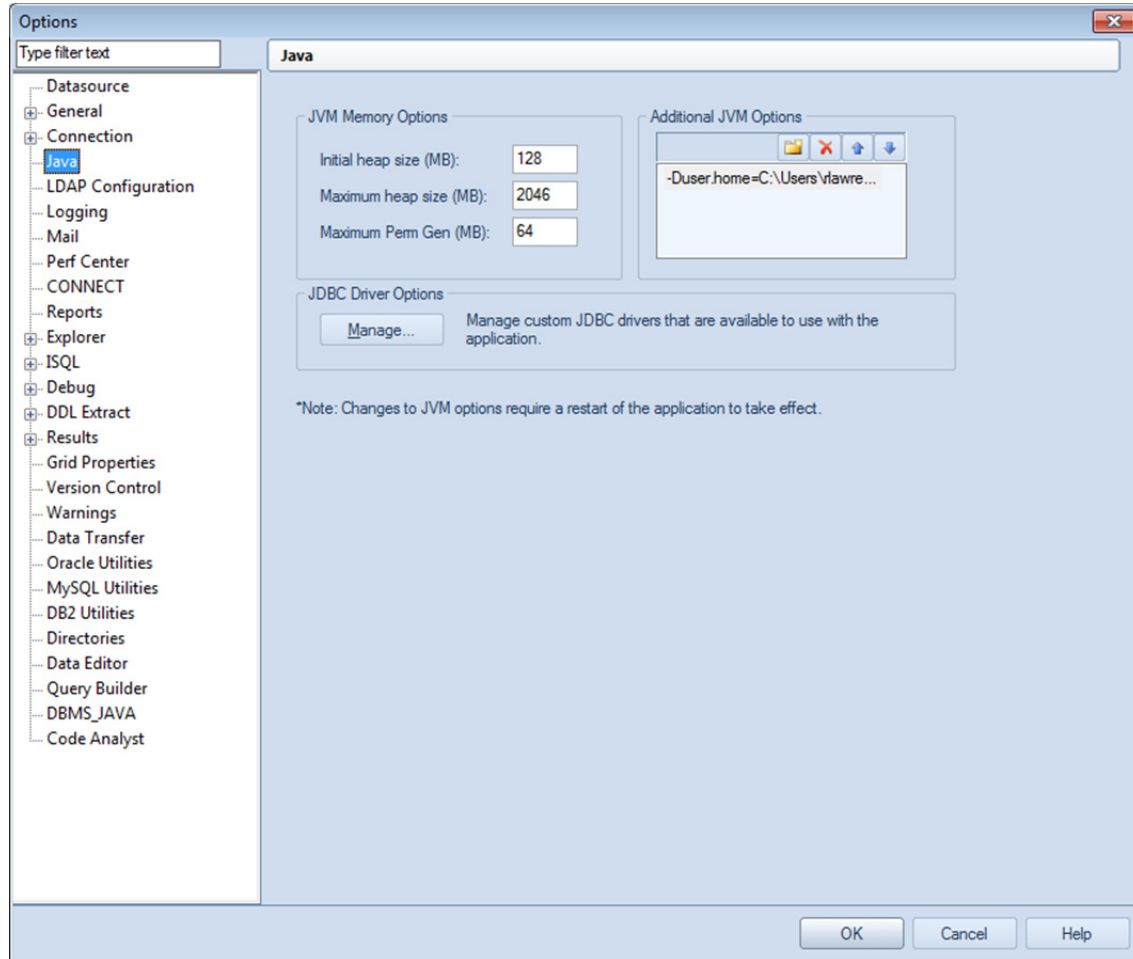 Options
Type filter text
Java
Datasource
General
Connection
Java
LDAP Configuration
Logging
Mail
Perf Center
CONNECT
Reports
Explorer
ISQL
Debug
DDL Extract
Results
Grid Properties
Version Control
Warnings
Data Transfer
Oracle Utilities
MySQL Utilities
DB2 Utilities
Directories
Data Editor
Query Builder
DBMS_JAVA
Code Analyst
JVM Memory Options
Initial heap size (MB): 128
Maximum heap size (MB): 2046
Maximum Perm Gen (MB): 64
Additional JVM Options
-Duser.home=C:\Users\rlawre...
JDBC Driver Options
Manage...
Manage custom JDBC drivers that are available to use with the
application.
*Note: Changes to JVM options require a restart of the application to take effect.
OK
Cancel
Help